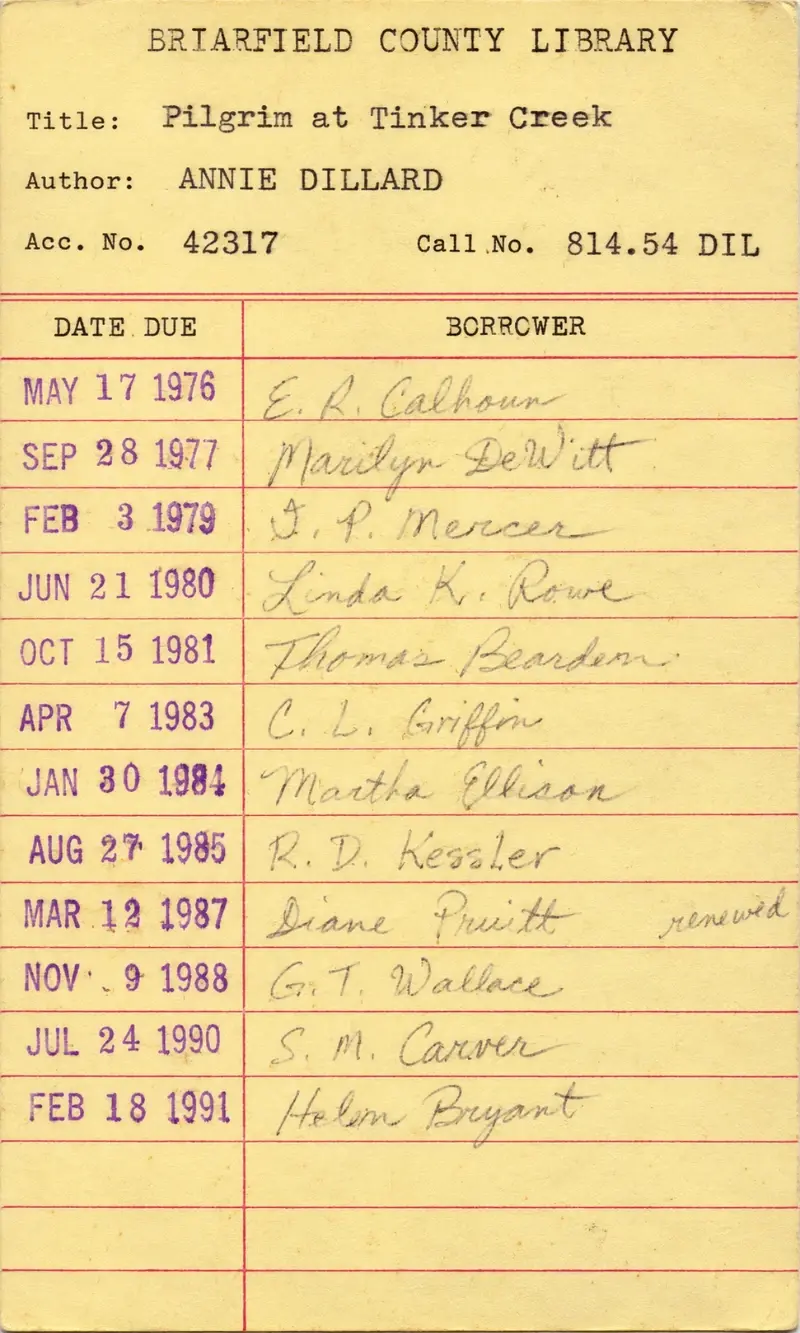 BRIARFIELD COUNTY LIBRARY
Title: Pilgrim at Tinker Creek
Author: ANNIE DILLARD
Acc. No. 42317 Call No. 814.54 DIL
DATE DUE BORROWER
MAY 17 1976 E. R. Calhoun
SEP 28 1977 Marilyn DeWitt
FEB 3 1979 P. Mercer
JUN 21 1980 Linda K. Rowe
OCT 15 1981 Thomas Bearden
APR 7 1983 C. L. Griffin
JAN 30 1984 Martha Ellison
AUG 27 1985 R. D. Kessler
MAR 12 1987 Diane Pruitt renewed
NOV 9 1988 G. T. Wallace
JUL 24 1990 S. M. Carver
FEB 18 1991 Helen Bryant